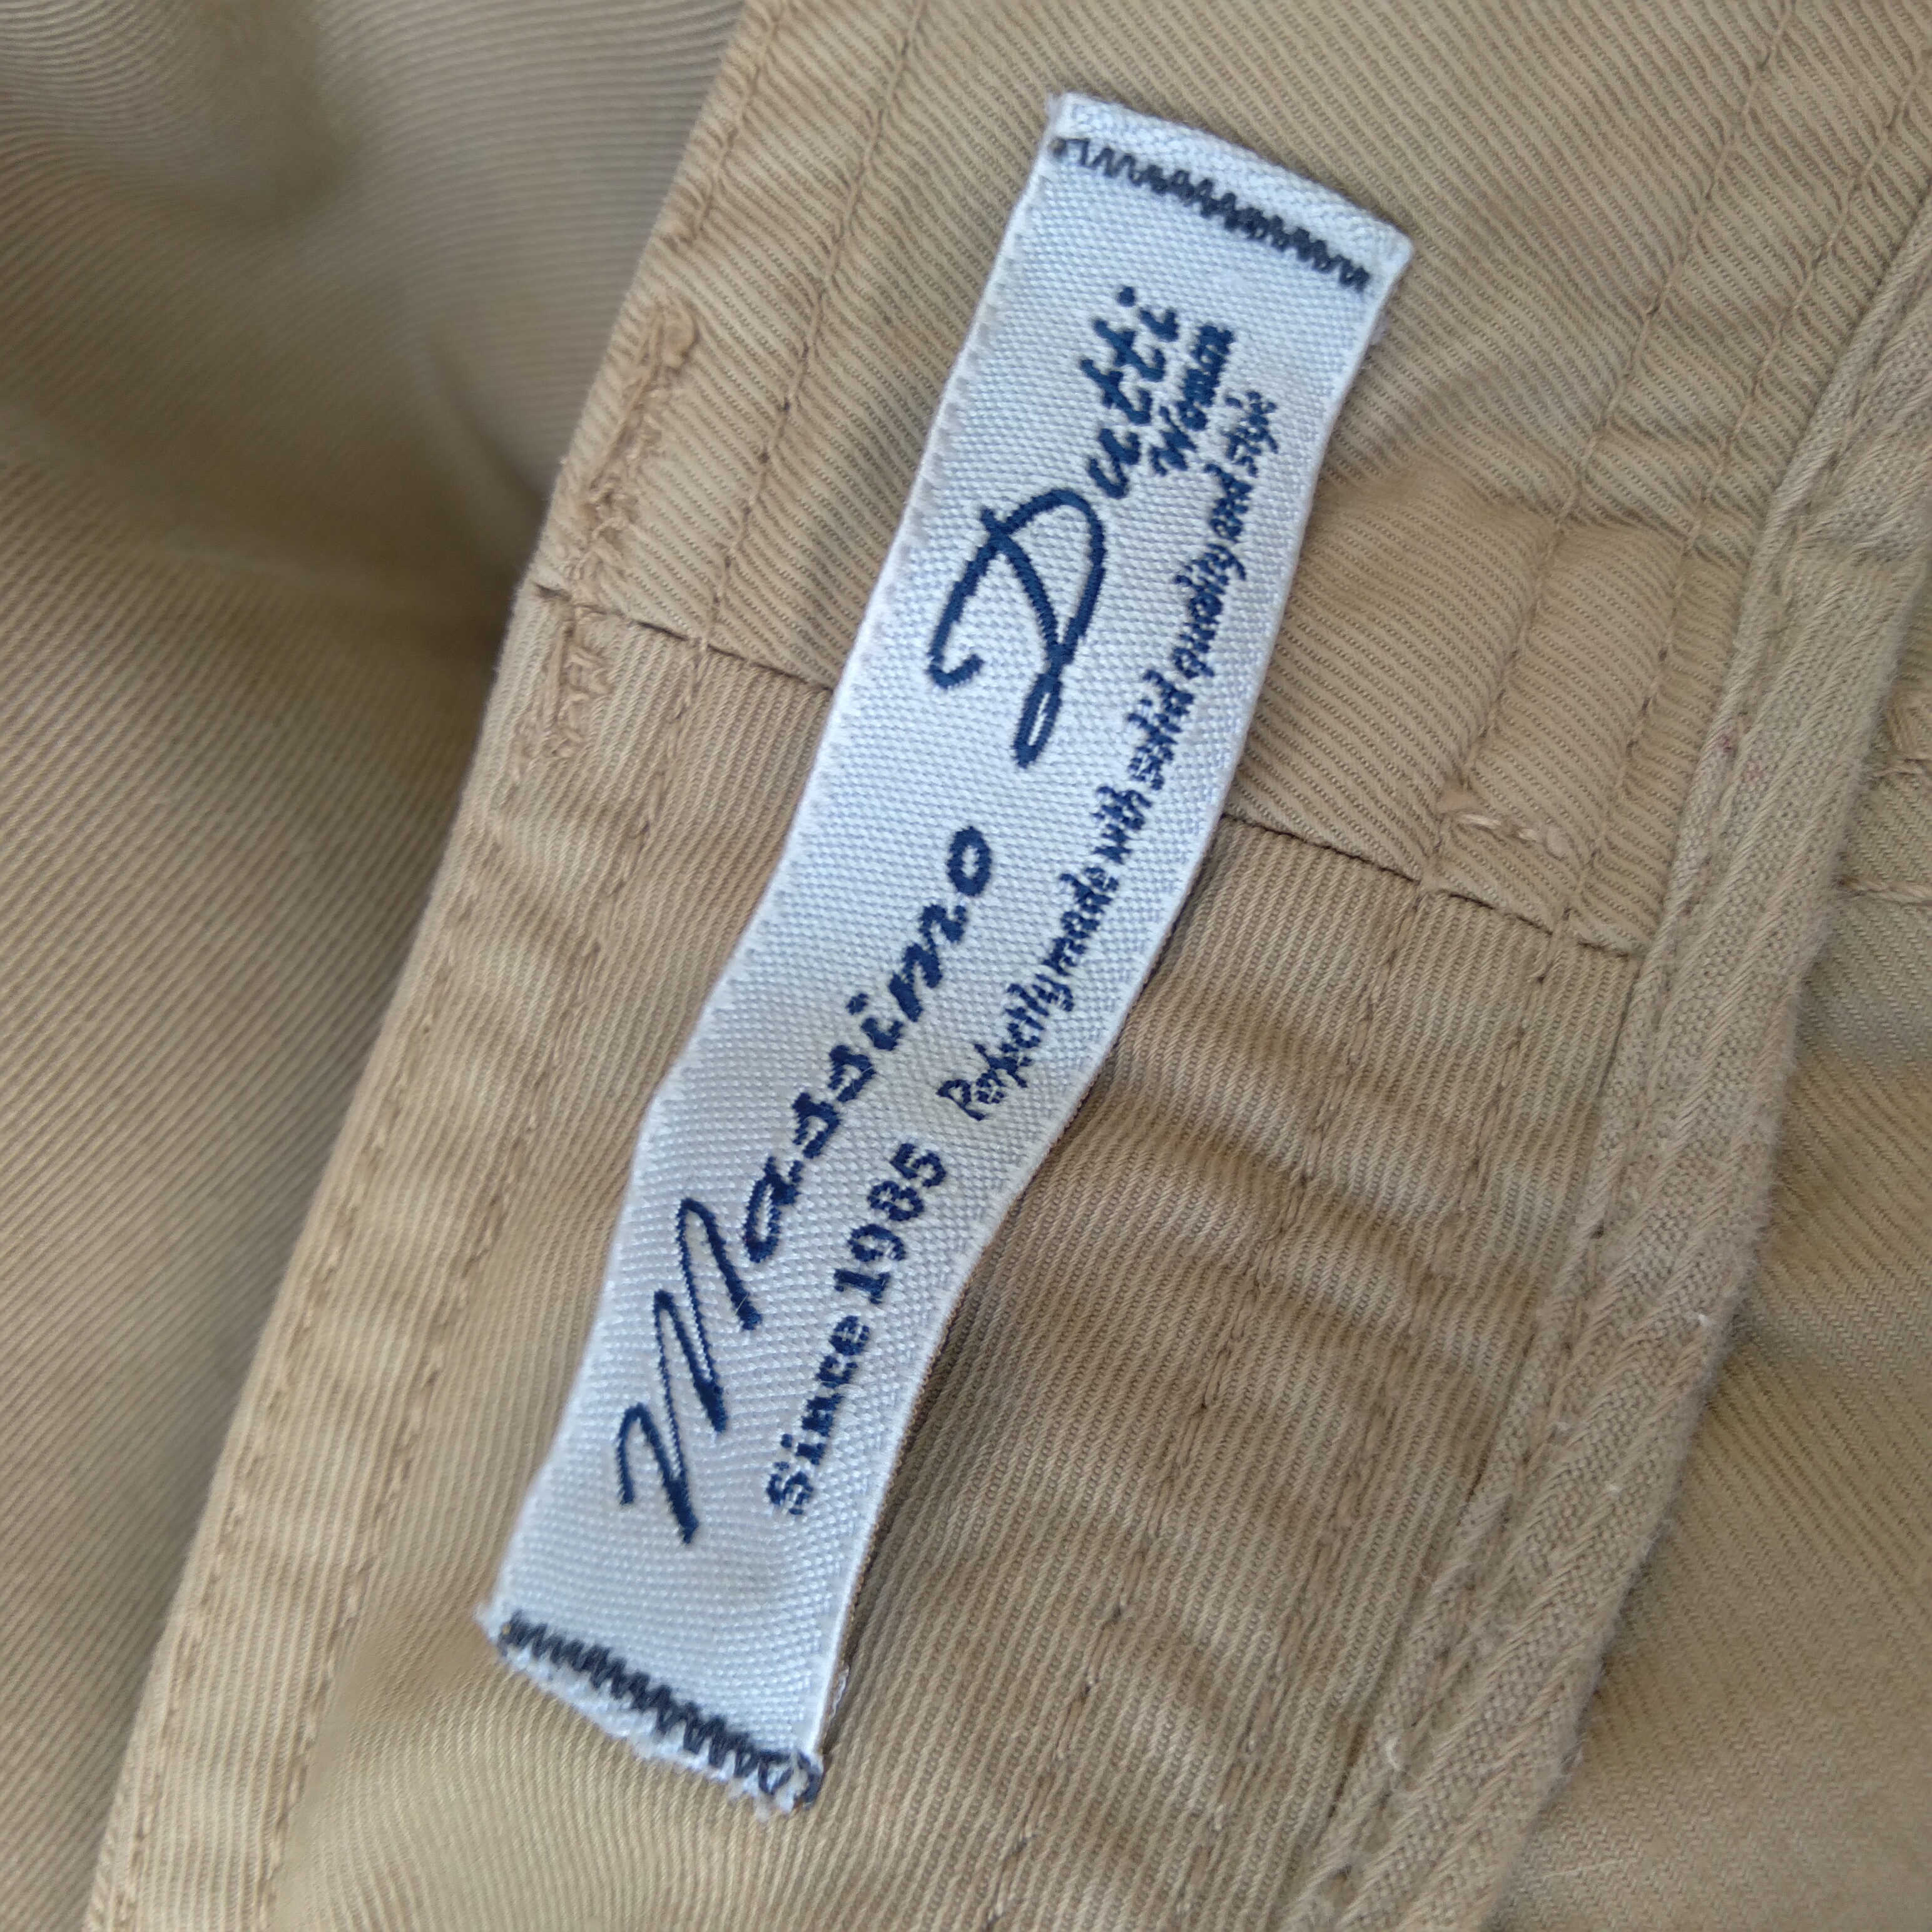 Massimo Dutti
Woman
Since 1985 Perfectly made with solid quality and style